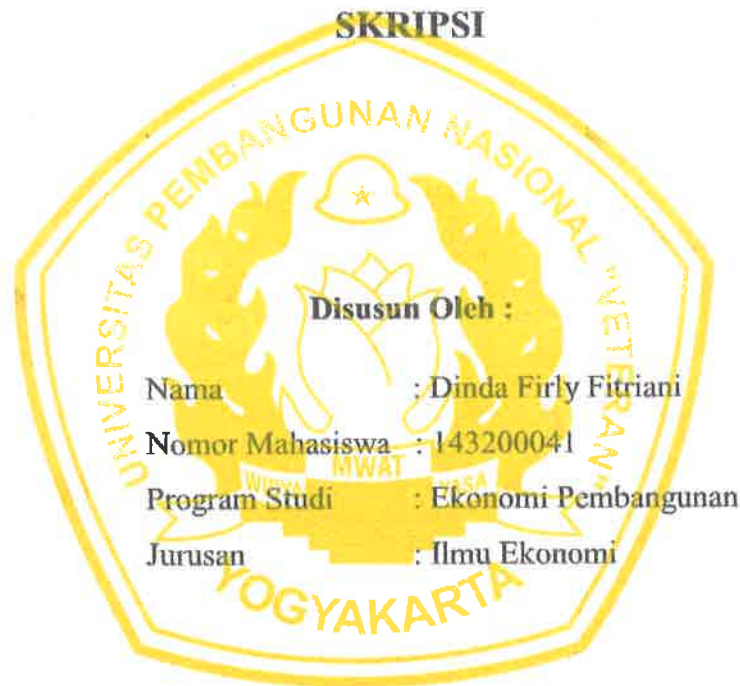 SKRIPSI
UNIVERSITAS PEMBANGUNAN NASIONAL "VETERAN"
Disusun Oleh :
Nama : Dinda Firly Fitriani
Nomor Mahasiswa : 143200041
MWAT
Program Studi : Ekonomi Pembangunan
Jurusan : Ilmu Ekonomi
YOGYAKARTA